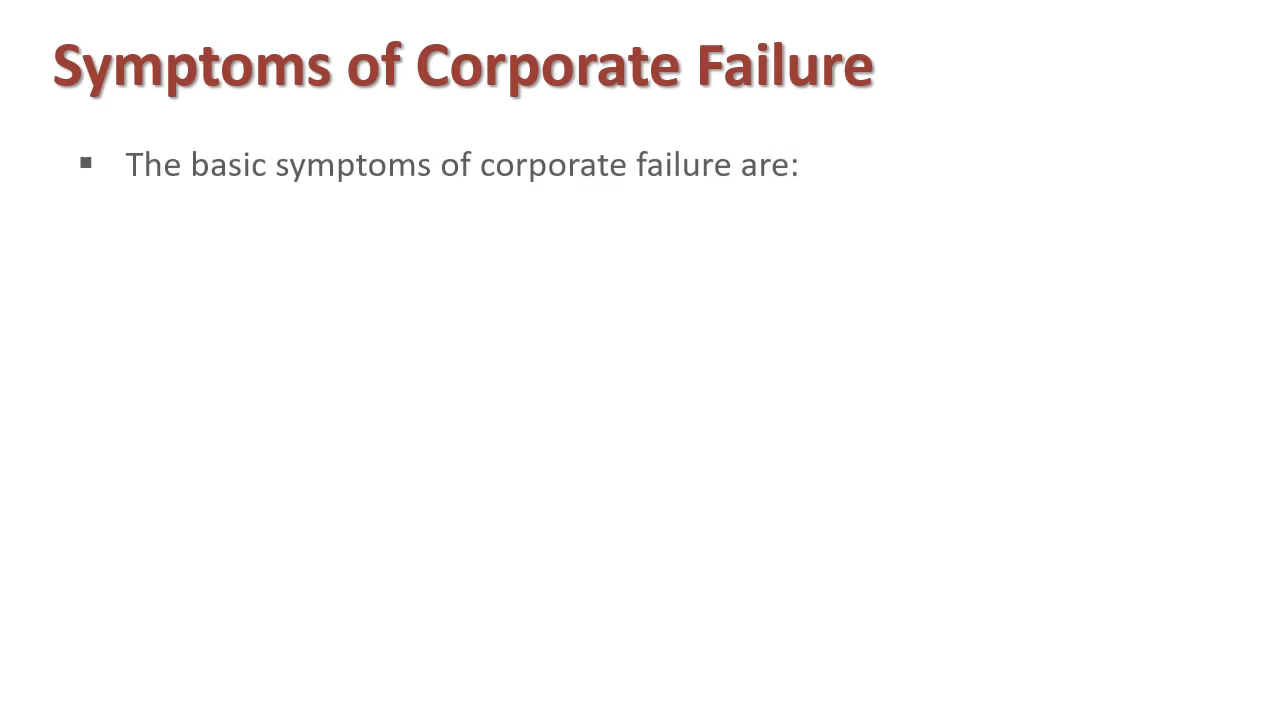 Symptoms of Corporate Failure
▪ The basic symptoms of corporate failure are: